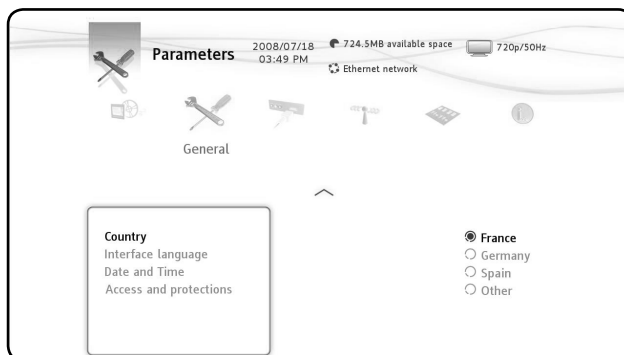 Parameters
2008/07/18
03:49 PM
724.5MB available space
Ethernet network
720p/50Hz
General
Country
Interface language
Date and Time
Access and protections
France
Germany
Spain
Other